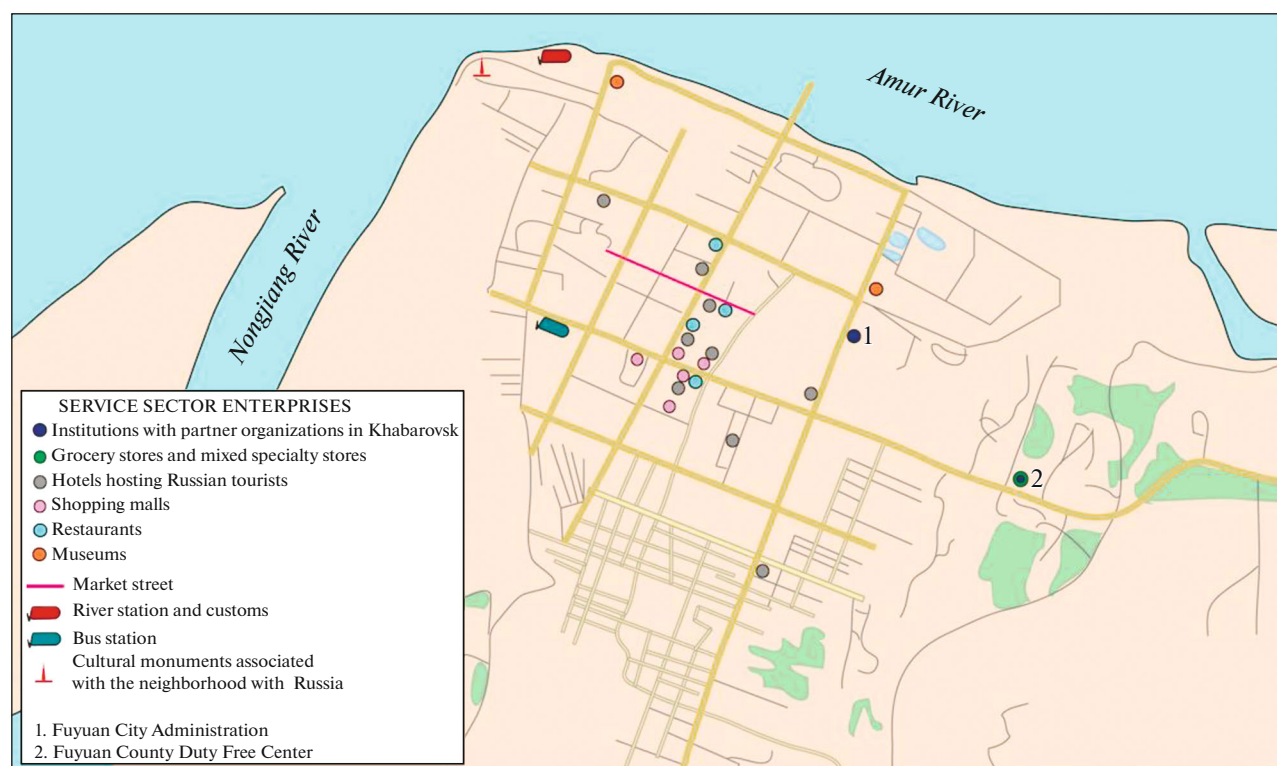 Amur River
Nongjiang River
1
2
SERVICE SECTOR ENTERPRISES
Institutions with partner organizations in Khabarovsk
Grocery stores and mixed specialty stores
Hotels hosting Russian tourists
Shopping malls
Restaurants
Museums
Market street
River station and customs
Bus station
Cultural monuments associated
with the neighborhood with Russia
1. Fuyuan City Administration
2. Fuyuan County Duty Free Center